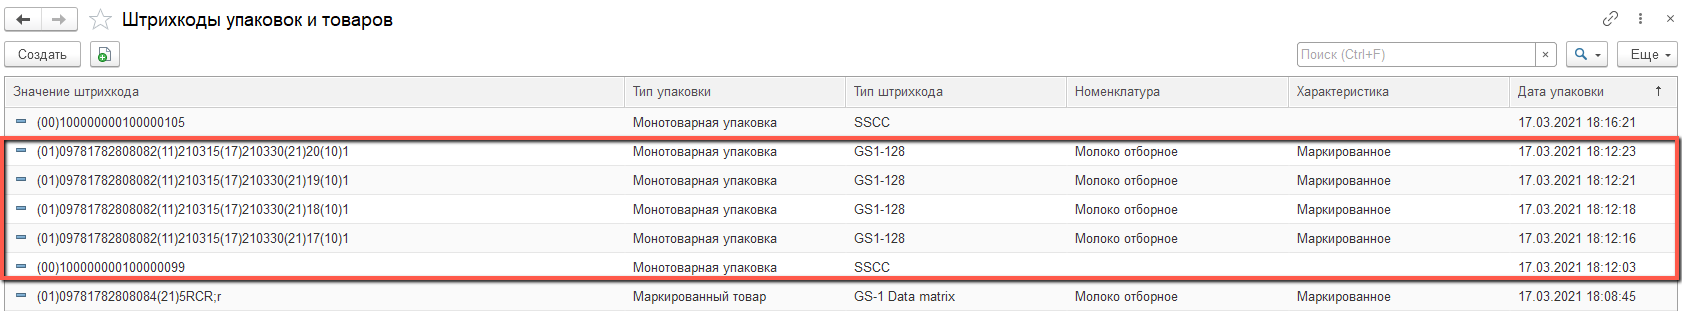 Штрихкоды упаковок и товаров
Создать Поиск (Ctrl+F) × Еще
Значение штрихкода Тип упаковки Тип штрихкода Номенклатура Характеристика Дата упаковки ↑
(00)100000000100000105 Монотоварная упаковка SSCC 17.03.2021 18:16:21
(01)09781782808082(11)210315(17)210330(21)20(10)1 Монотоварная упаковка GS1-128 Молоко отборное Маркированное 17.03.2021 18:12:23
(01)09781782808082(11)210315(17)210330(21)19(10)1 Монотоварная упаковка GS1-128 Молоко отборное Маркированное 17.03.2021 18:12:21
(01)09781782808082(11)210315(17)210330(21)18(10)1 Монотоварная упаковка GS1-128 Молоко отборное Маркированное 17.03.2021 18:12:18
(01)09781782808082(11)210315(17)210330(21)17(10)1 Монотоварная упаковка GS1-128 Молоко отборное Маркированное 17.03.2021 18:12:16
(00)100000000100000099 Монотоварная упаковка SSCC 17.03.2021 18:12:03
(01)09781782808084(21)5RCR;r Маркированный товар GS-1 Data matrix Молоко отборное Маркированное 17.03.2021 18:08:45